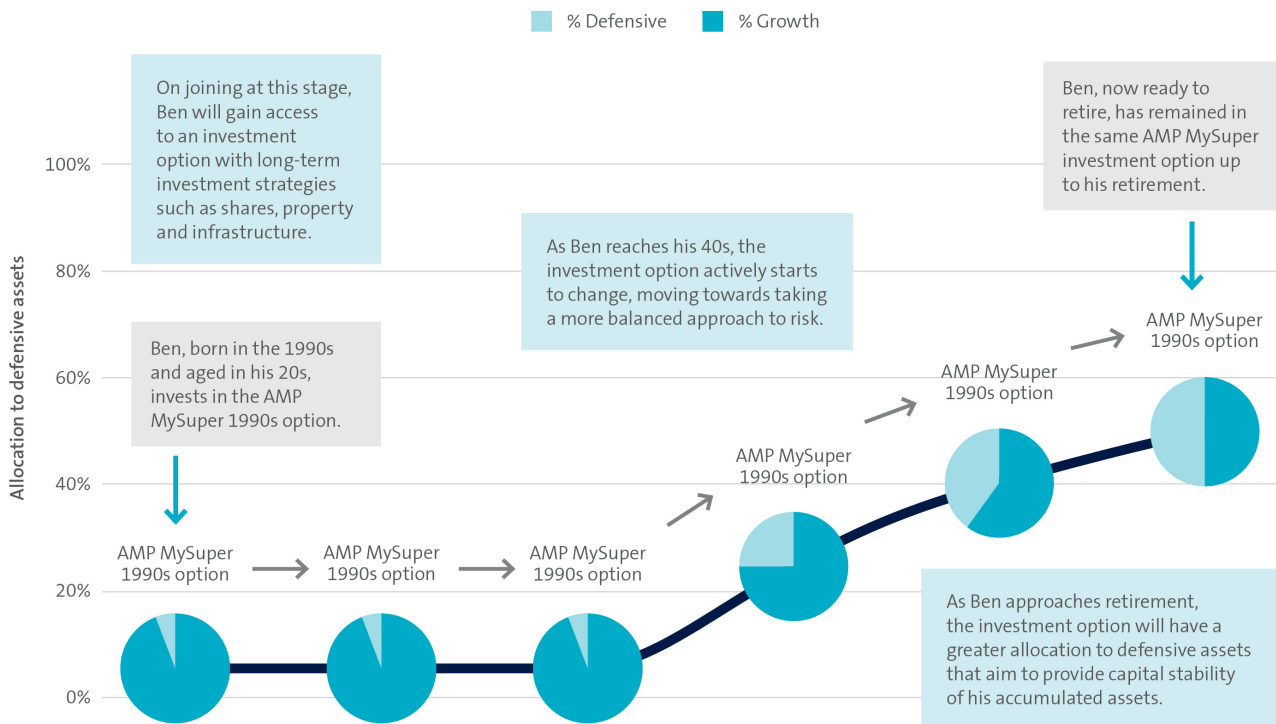 % Defensive
% Growth
On joining at this stage,
Ben will gain access
to an investment
option with long-term
investment strategies
such as shares, property
and infrastructure.
Ben, now ready to
retire, has remained in
the same AMP MySuper
investment option up
to his retirement.
As Ben reaches his 40s, the
investment option actively starts
to change, moving towards taking
a more balanced approach to risk.
Ben, born in the 1990s
and aged in his 20s,
invests in the AMP
MySuper 1990s option.
Allocation to defensive assets
100%
80%
60%
40%
20%
0%
AMP MySuper
1990s option
AMP MySuper
1990s option
AMP MySuper
1990s option
AMP MySuper
1990s option
AMP MySuper
1990s option
AMP MySuper
1990s option
As Ben approaches retirement,
the investment option will have a
greater allocation to defensive assets
that aim to provide capital stability
of his accumulated assets.